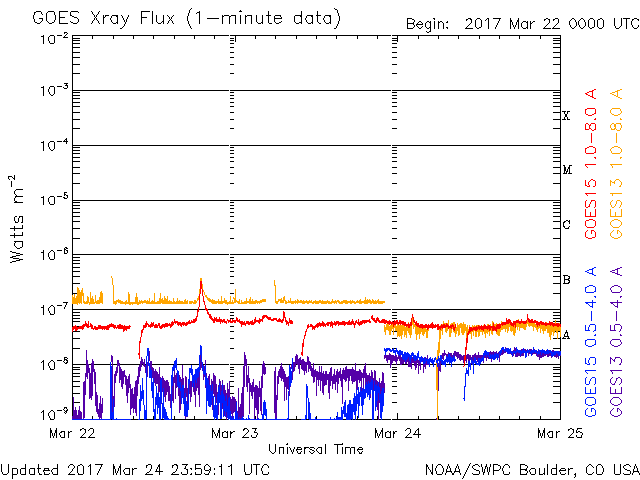 GOES Xray Flux (1-minute data)
Begin: 2017 Mar 22 0000 UTC
10⁻²
10⁻³
10⁻⁴
10⁻⁵
10⁻⁶
10⁻⁷
10⁻⁸
10⁻⁹
Watts m⁻²
X
M
C
B
A
GOES15 1.0-8.0 A
GOES13 1.0-8.0 A
GOES15 0.5-4.0 A
GOES13 0.5-4.0 A
Mar 22
Mar 23
Mar 24
Mar 25
Universal Time
Updated 2017 Mar 24 23:59:11 UTC
NOAA/SWPC Boulder, CO USA